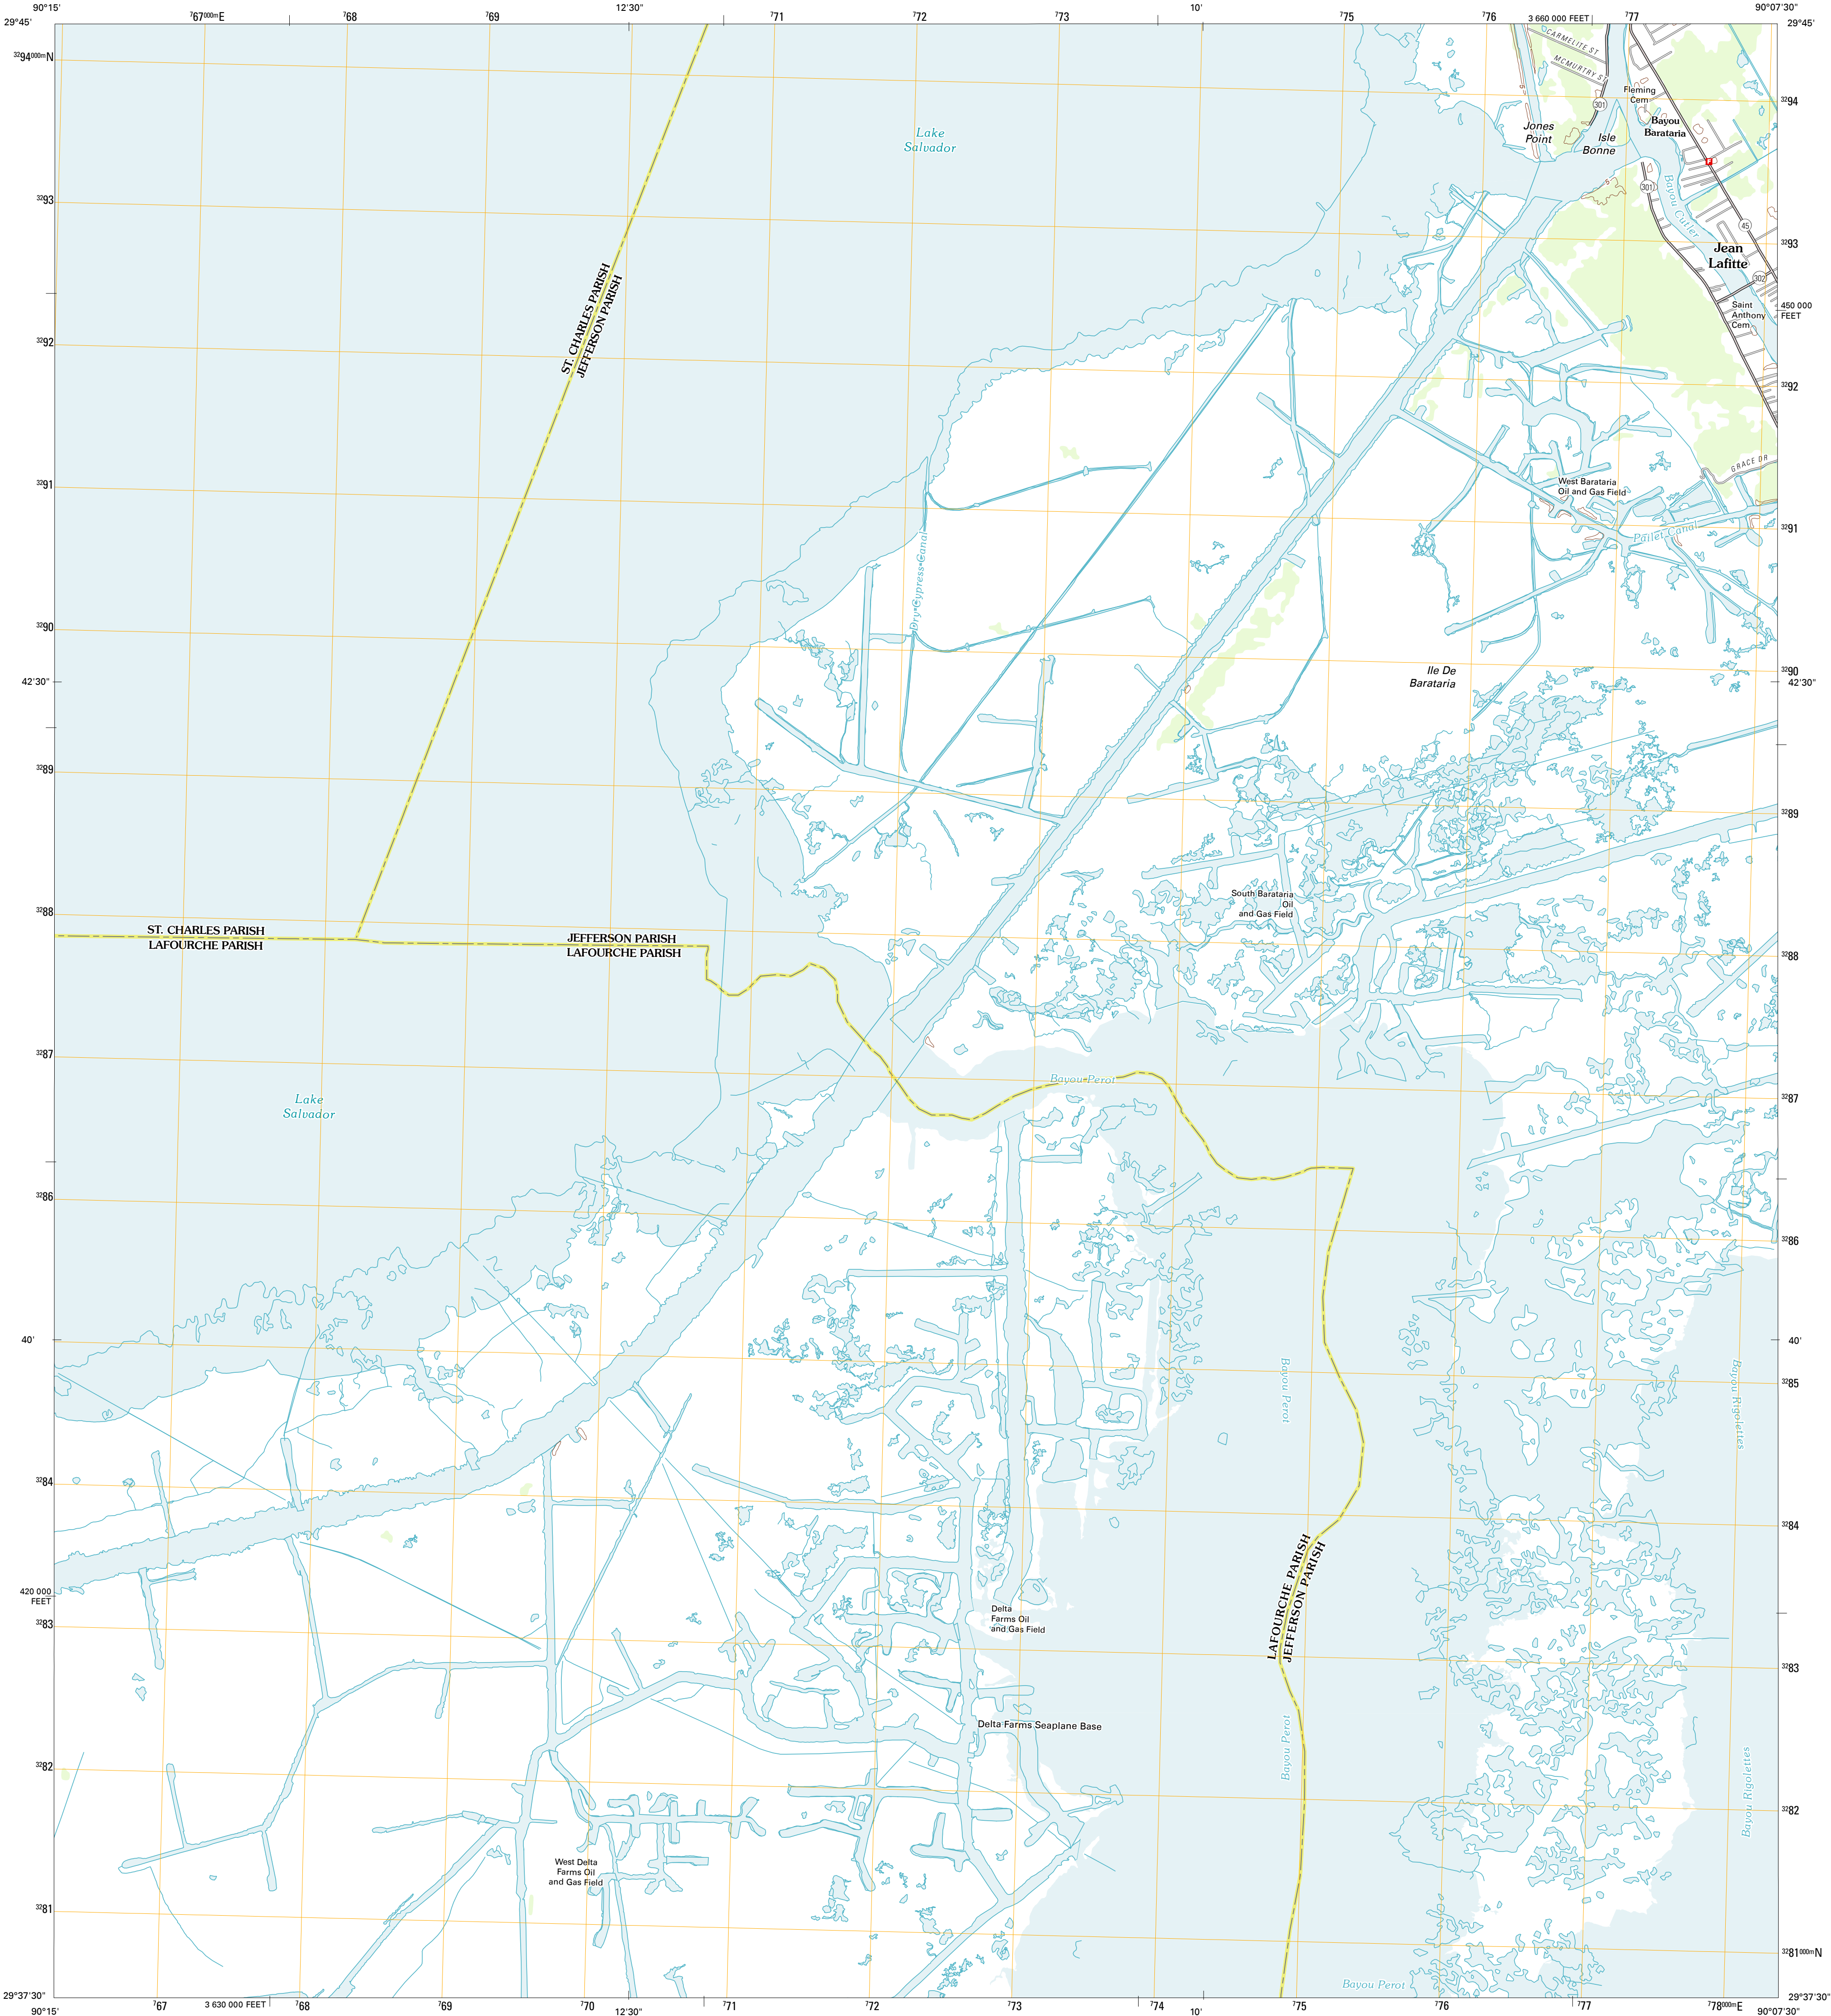 90°15'
⁷67⁰⁰⁰ᵐE
⁷68
⁷69
12'30"
⁷71
⁷72
⁷73
10'
⁷75
⁷76
3 660 000 FEET
⁷77
90°07'30"
29°45'
29°45'
³²94⁰⁰⁰ᵐN
³²93
³²92
³²91
³²90
42'30"
³²89
³²88
³²87
³²86
40'
³²84
420 000
FEET
³²83
³²82
³²81
29°37'30"
CARMELITE ST
MCMURTRY ST
301
Fleming
Cem
Jones
Point
Isle
Bonne
Bayou
Barataria
F
301
Bayou Cutler
45
Jean
Lafitte
302
Saint
Anthony
Cem
Lake
Salvador
ST. CHARLES PARISH
JEFFERSON PARISH
GRACE DR
West Barataria
Oil and Gas Field
Pailet Canal
Dry Cypress Canal
Ile De
Barataria
South Barataria
Oil
and Gas Field
ST. CHARLES PARISH
LAFOURCHE PARISH
JEFFERSON PARISH
LAFOURCHE PARISH
Bayou Perot
Lake
Salvador
Bayou Perot
Bayou Rigolettes
LAFOURCHE PARISH
JEFFERSON PARISH
Delta
Farms Oil
and Gas Field
Delta Farms Seaplane Base
Bayou Perot
Bayou Rigolettes
West Delta
Farms Oil
and Gas Field
Bayou Perot
³²94
³²93
450 000
FEET
³²92
³²91
³²90
42'30"
³²89
³²88
³²87
³²86
40'
³²85
³²84
³²83
³²82
³²81⁰⁰⁰ᵐN
29°37'30"
90°15'
⁷67
3 630 000 FEET
⁷68
⁷69
⁷70
12'30"
⁷71
⁷72
⁷73
⁷74
10'
⁷75
⁷76
⁷77
⁷78⁰⁰⁰ᵐE
90°07'30"